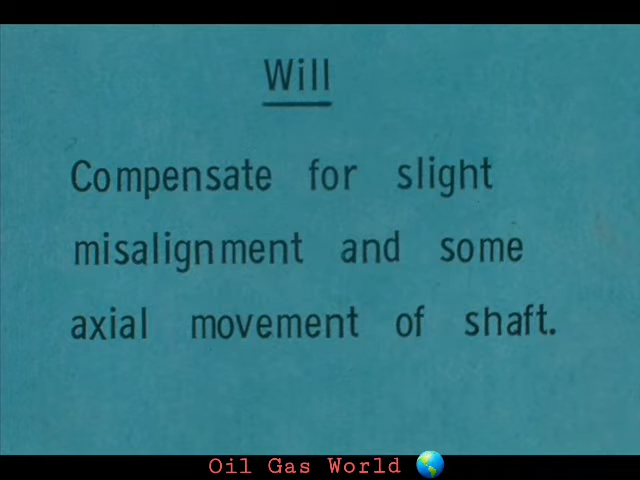 Will
Compensate for slight
misalignment and some
axial movement of shaft.
Oil Gas World 🌎